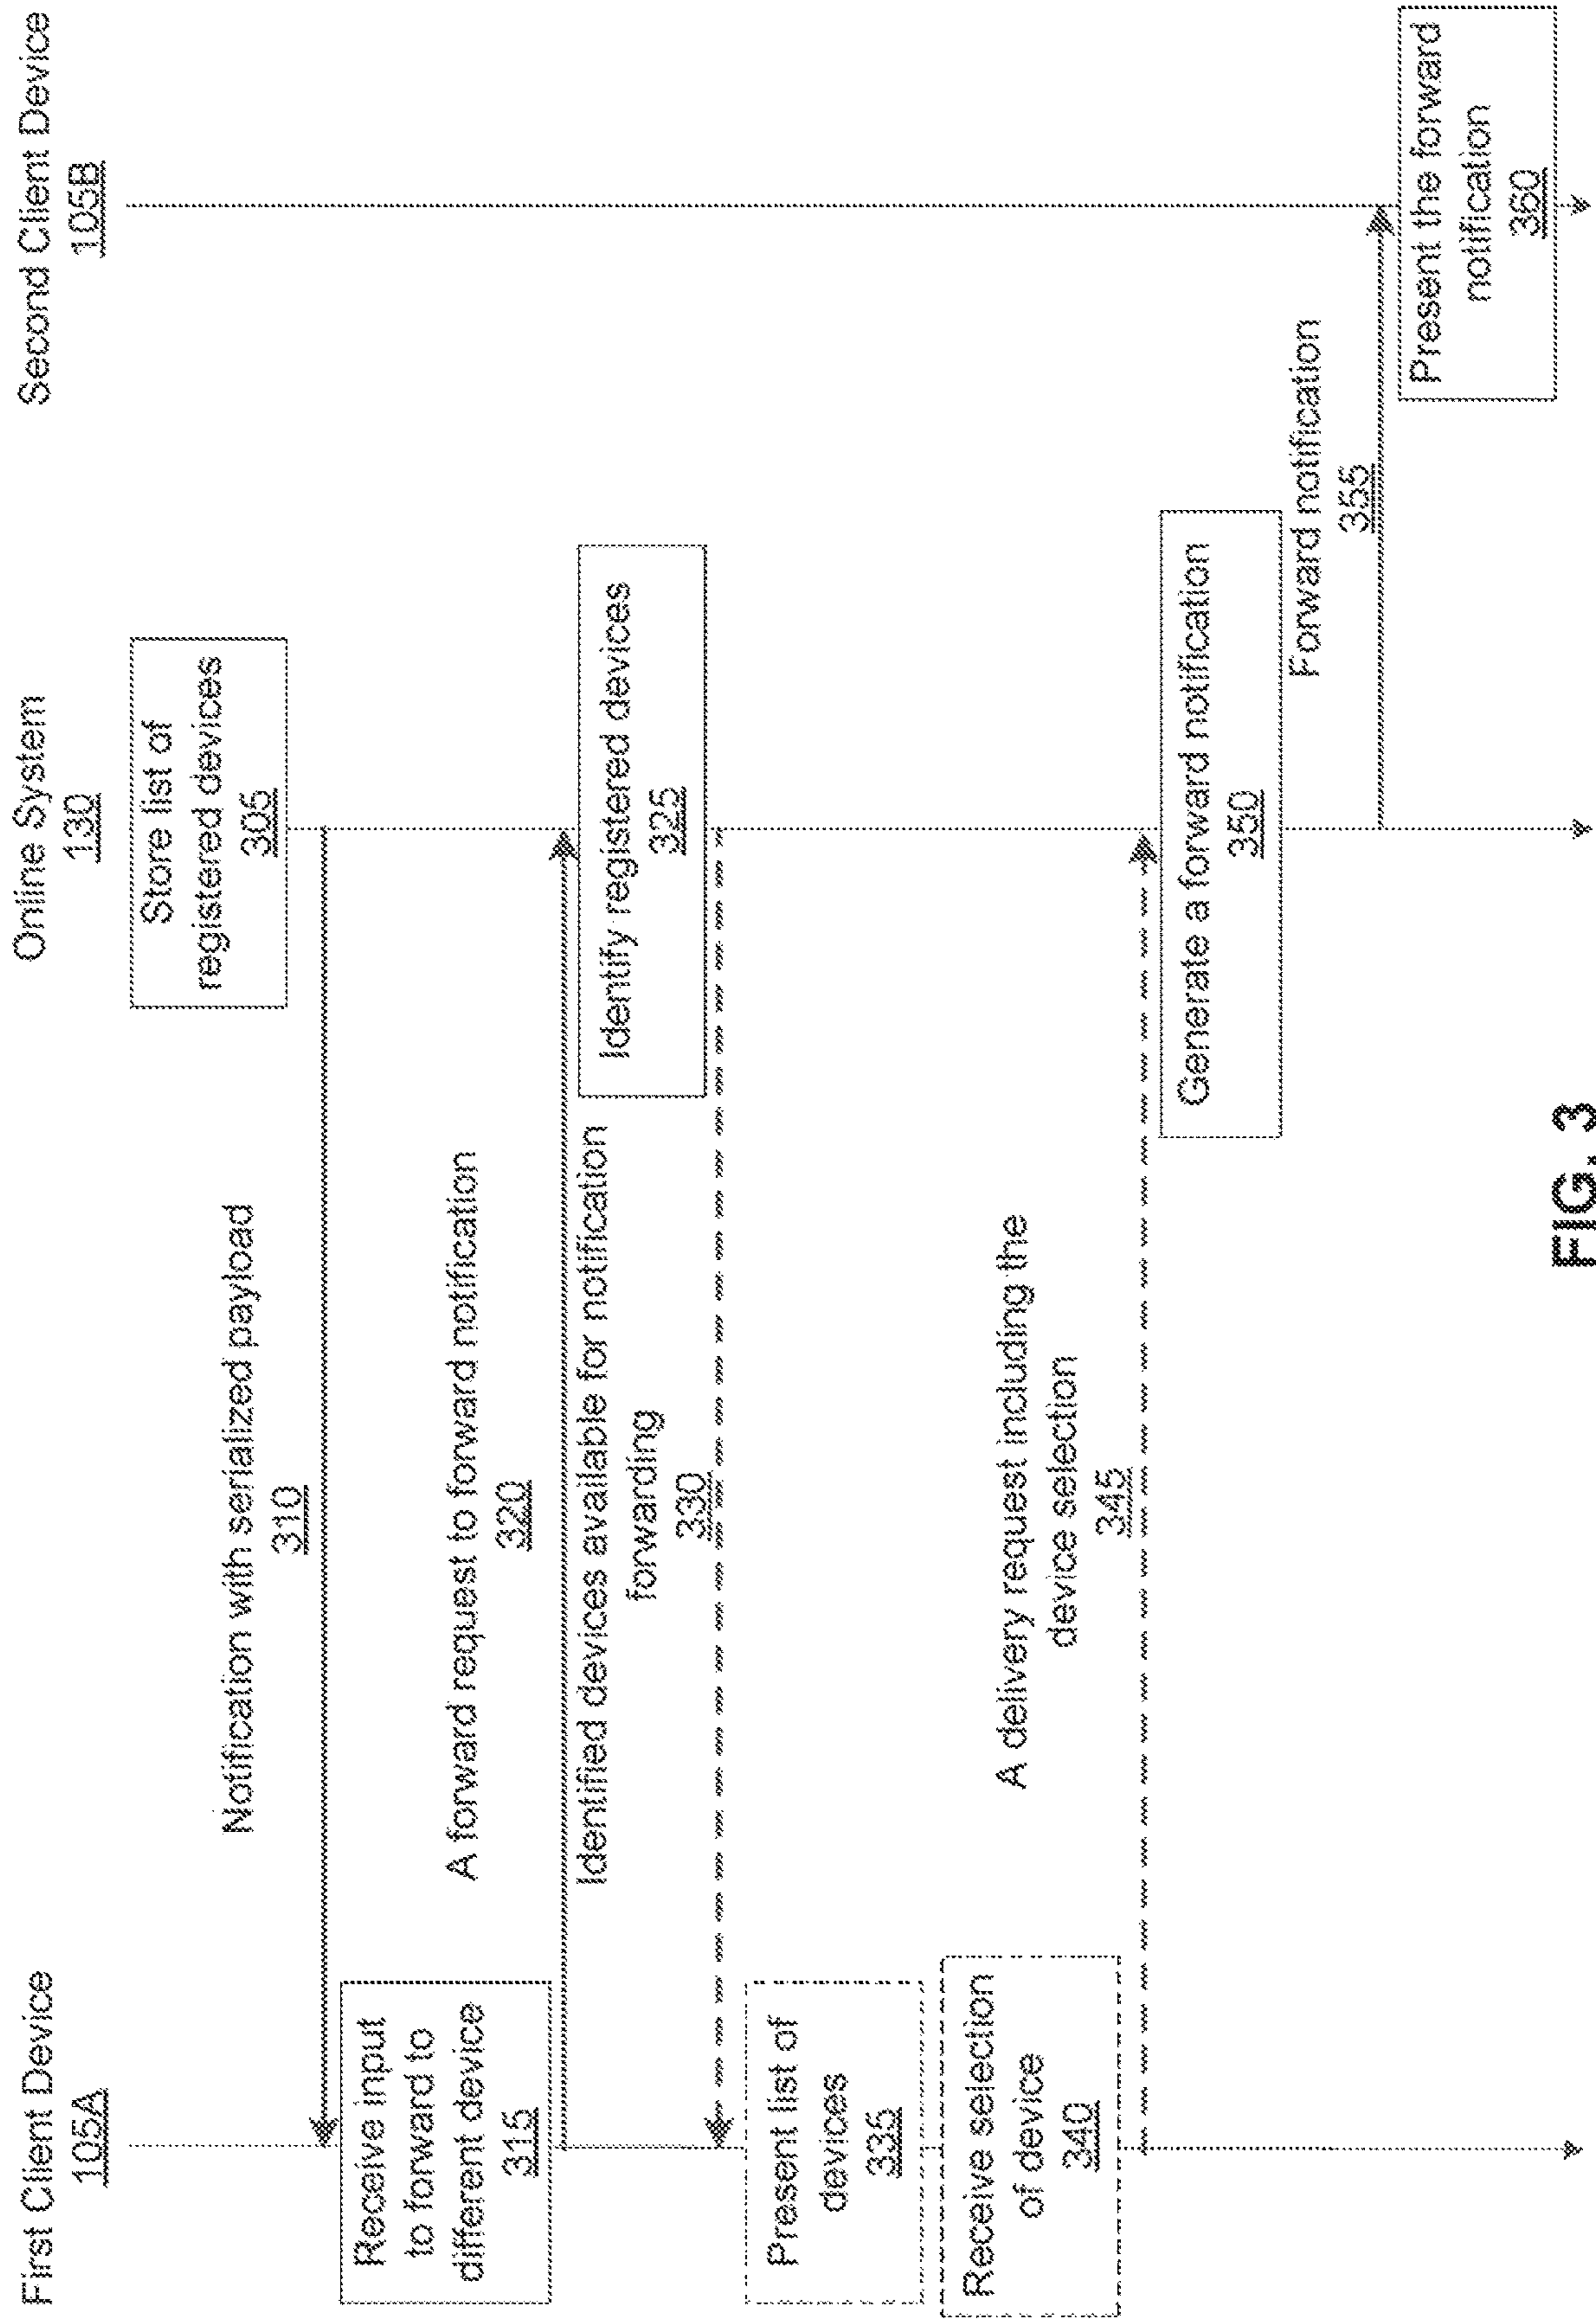 First Client Device
105A
Online System
130
Second Client Device
105B
Store list of
registered devices
305
Notification with serialized payload
310
Receive input
to forward to
different device
315
A forward request to forward notification
320
Identify registered devices
325
Identified devices available for notification
forwarding
330
Present list of
devices
335
Receive selection
of device
340
A delivery request including the
device selection
345
Generate a forward notification
350
Forward notification
355
Present the forward
notification
360
FIG. 3